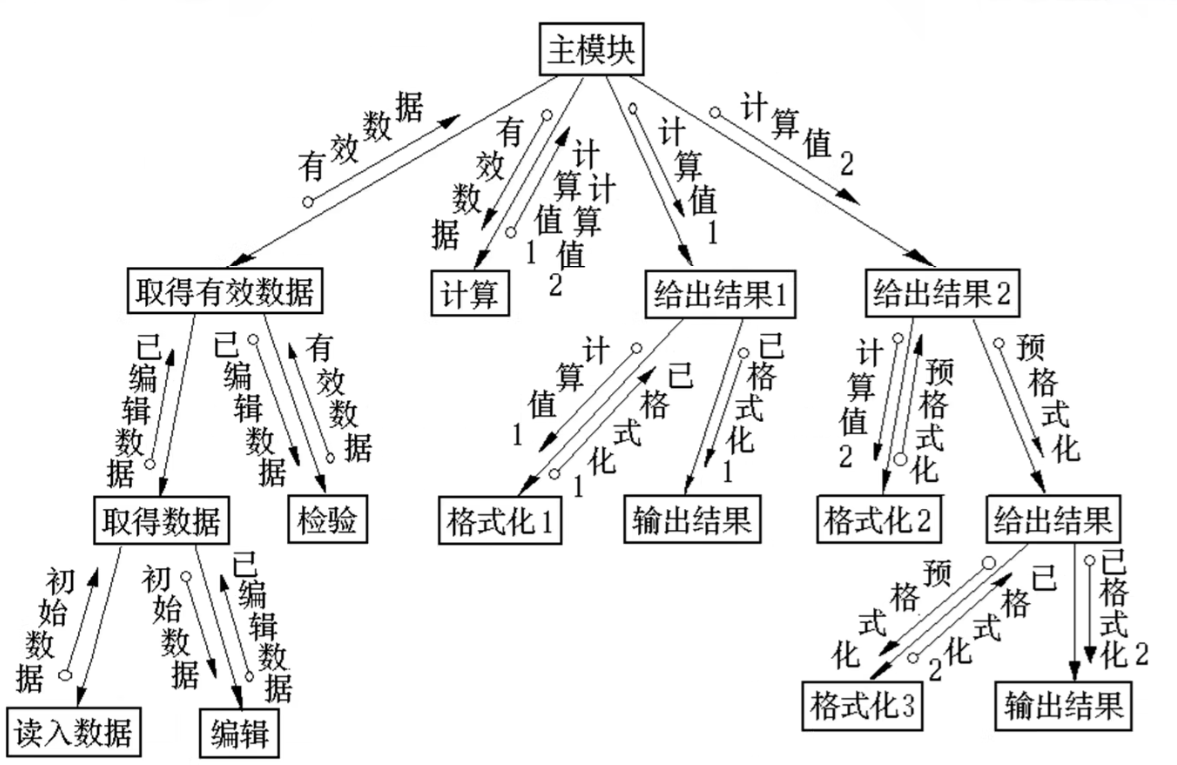 主模块
有效数据
有效数据
计算值1
计算值2
计算值1
计算值2
取得有效数据
计算
给出结果1
给出结果2
已编辑数据
已编辑数据
有效数据
计算值1
已格式化1
已格式化1
计算值2
预格式化
预格式化
取得数据
检验
格式化1
输出结果
格式化2
给出结果
初始数据
初始数据
已编辑数据
预格式化
已格式化2
已格式化2
读入数据
编辑
格式化3
输出结果